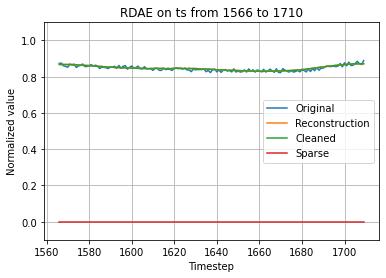 RDAE on ts from 1566 to 1710
1.0
0.8
0.6
0.4
0.2
0.0
Normalized value
Original
Reconstruction
Cleaned
Sparse
1560 1580 1600 1620 1640 1660 1680 1700
Timestep